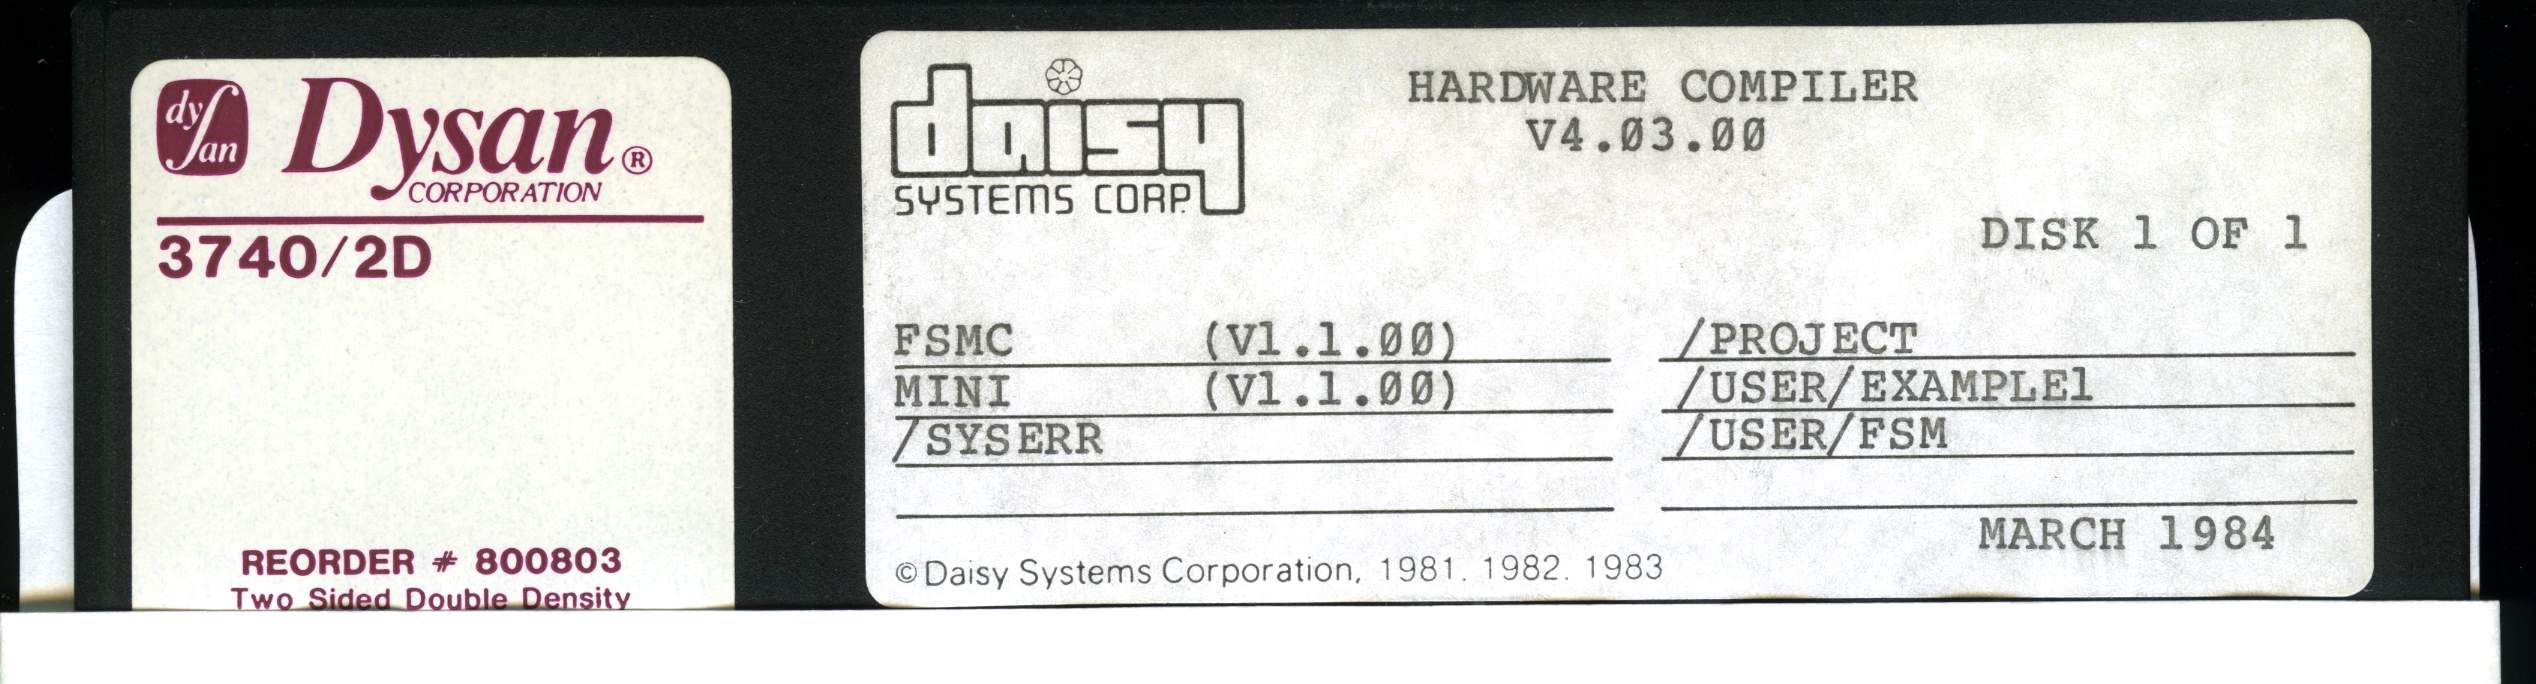 dy
san
Dysan®
CORPORATION
3740/2D
REORDER # 800803
Two Sided Double Density
daisy
SYSTEMS CORP.
HARDWARE COMPILER
V4.03.00
DISK 1 OF 1
FSMC (V1.1.00)
MINI (V1.1.00)
/SYSERR
/PROJECT
/USER/EXAMPLE1
/USER/FSM
MARCH 1984
© Daisy Systems Corporation, 1981. 1982. 1983